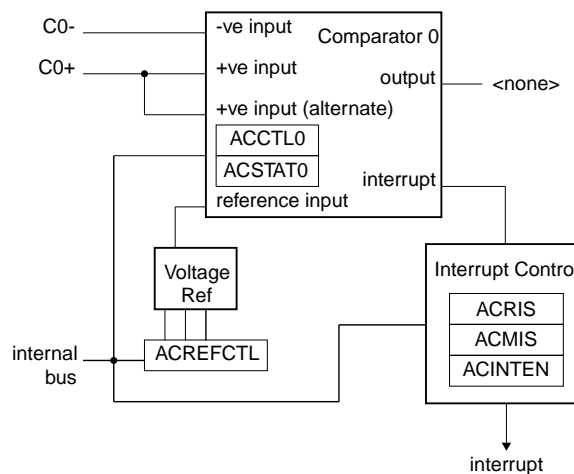 C0-
-ve input
Comparator 0
C0+
+ve input
output
<none>
+ve input (alternate)
ACCTL0
ACSTAT0
interrupt
reference input
Voltage
Ref
Interrupt Control
ACRIS
ACMIS
ACINTEN
internal
bus
ACREFCTL
interrupt